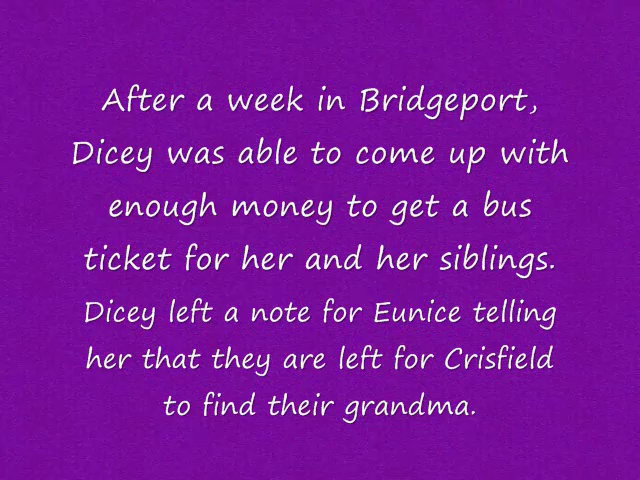 After a week in Bridgeport,
Dicey was able to come up with
enough money to get a bus
ticket for her and her siblings.
Dicey left a note for Eunice telling
her that they are left for Crisfield
to find their grandma.